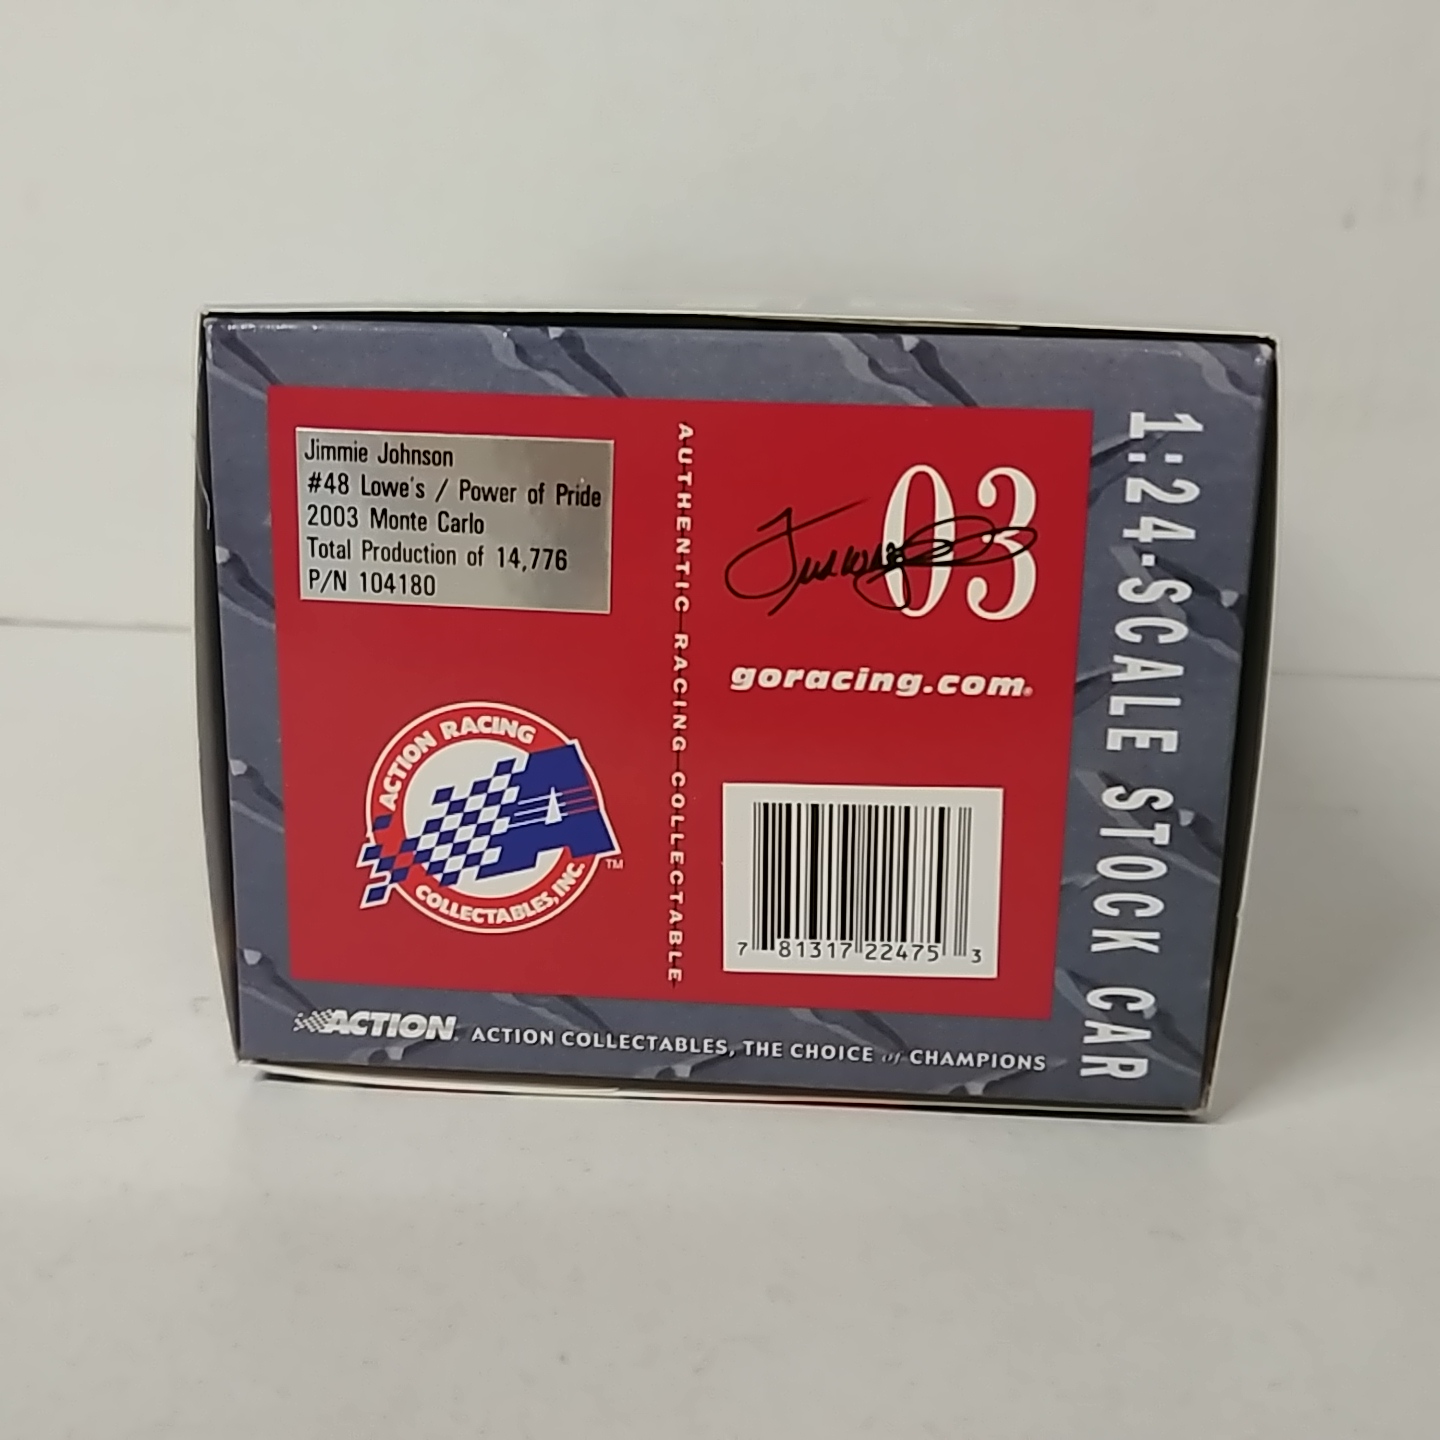 Jimmie Johnson
#48 Lowe's / Power of Pride
2003 Monte Carlo
Total Production of 14,776
P/N 104180
ACTION RACING
COLLECTABLES, INC.
TM
AUTHENTIC RACING COLLECTABLE
03
goracing.com®
7 81317 22475 3
1:24-SCALE STOCK CAR
ACTION® ACTION COLLECTABLES, THE CHOICE of CHAMPIONS